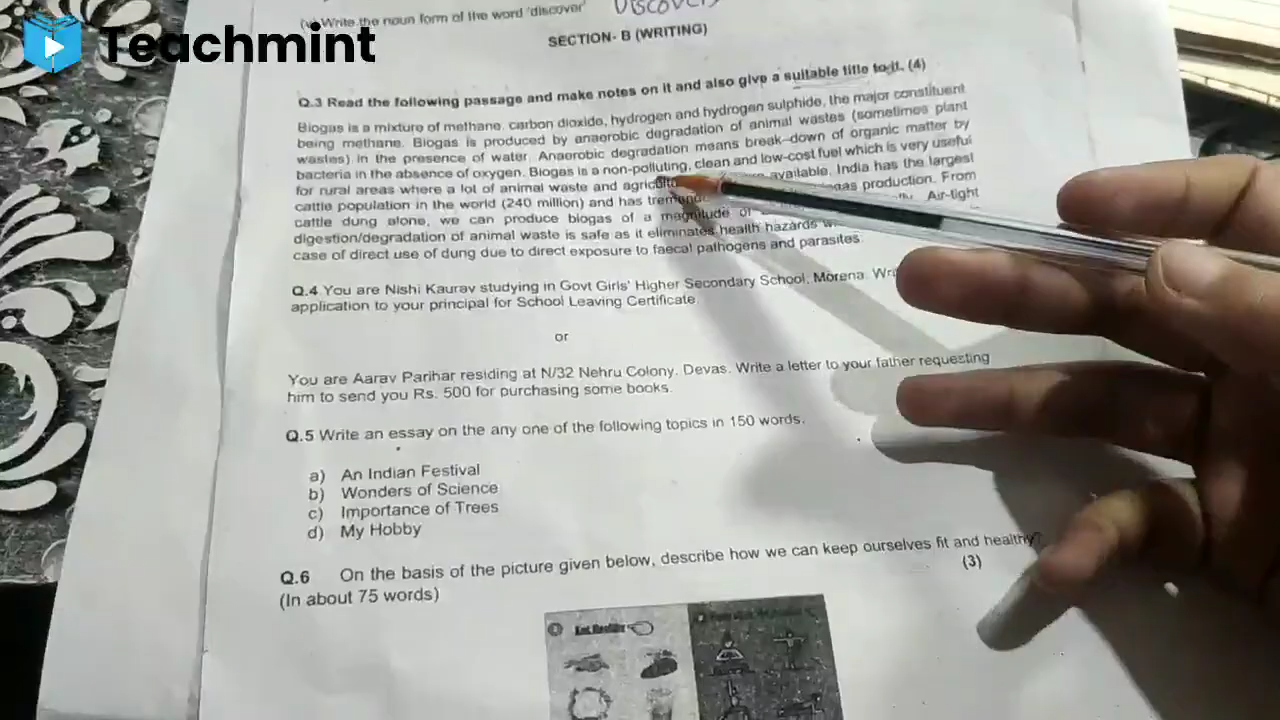 Teachmint
(v) Write the noun form of the word 'discover'
SECTION- B (WRITING)
Q.3 Read the following passage and make notes on it and also give a suitable title to it. (4)
Biogas is a mixture of methane, carbon dioxide, hydrogen and hydrogen sulphide, the major constituent
being methane. Biogas is produced by anaerobic degradation of animal wastes (sometimes plant
wastes) in the presence of water. Anaerobic degradation means break–down of organic matter by
bacteria in the absence of oxygen. Biogas is a non-polluting, clean and low-cost fuel which is very useful
for rural areas where a lot of animal waste and available, India has the largest
cattle population in the world (240 million) and has production. From
cattle dung alone, we can produce biogas of a magnitude of Air-tight
digestion/degradation of animal waste is safe as it eliminates health hazards
case of direct use of dung due to direct exposure to faecal pathogens and parasites.
Q.4 You are Nishi Kaurav studying in Govt Girls' Higher Secondary School, Morena.
application to your principal for School Leaving Certificate.
or
You are Aarav Parihar residing at N/32 Nehru Colony. Devas. Write a letter to your father requesting
him to send you Rs. 500 for purchasing some books.
Q.5 Write an essay on the any one of the following topics in 150 words.
a) An Indian Festival
b) Wonders of Science
c) Importance of Trees
d) My Hobby
Q.6 On the basis of the picture given below, describe how we can keep ourselves fit and healthy?
(In about 75 words) (3)